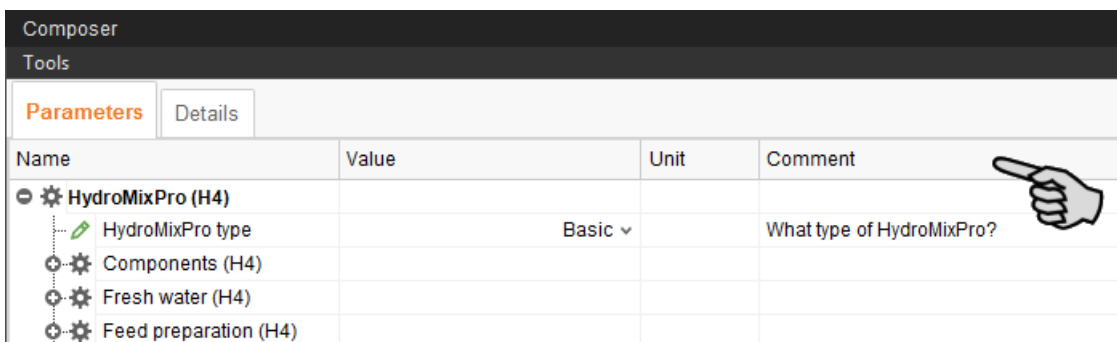 Composer
Tools
Parameters Details
Name Value Unit Comment
HydroMixPro (H4)
HydroMixPro type Basic What type of HydroMixPro?
Components (H4)
Fresh water (H4)
Feed preparation (H4)